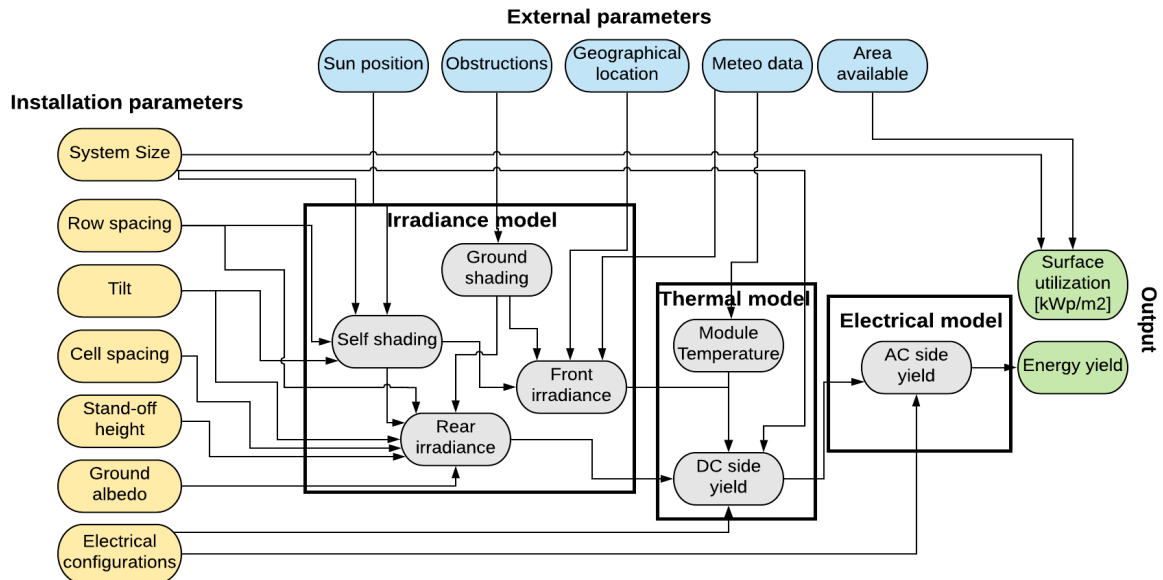 External parameters
Sun position
Obstructions
Geographical
location
Meteo data
Area
available
Installation parameters
System Size
Row spacing
Tilt
Cell spacing
Stand-off
height
Ground
albedo
Electrical
configurations
Irradiance model
Ground
shading
Self shading
Front
irradiance
Rear
irradiance
Thermal model
Module
Temperature
DC side
yield
Electrical model
AC side
yield
Surface
utilization
[kWp/m2]
Energy yield
Output